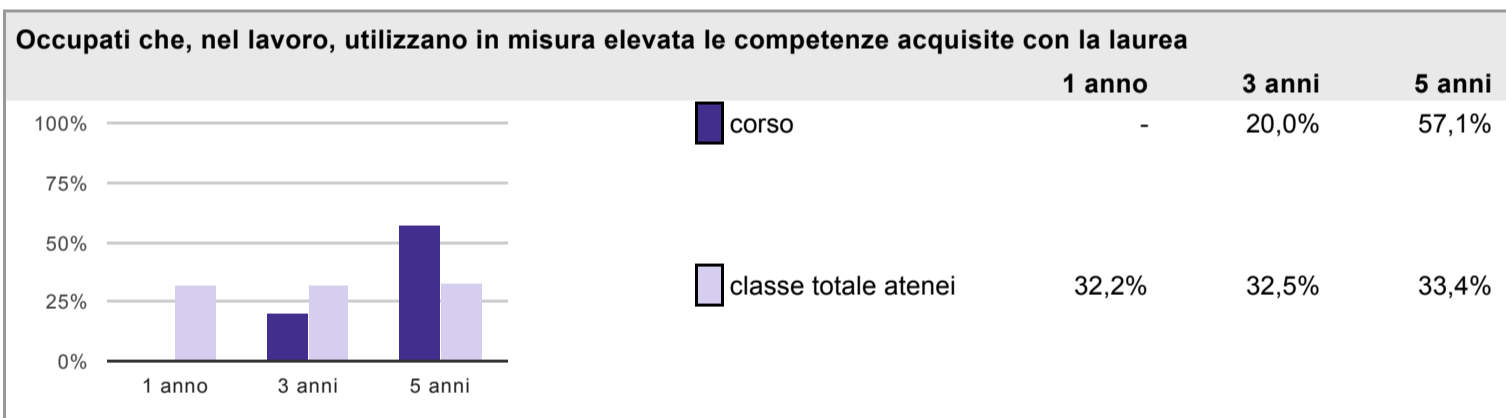 Occupati che, nel lavoro, utilizzano in misura elevata le competenze acquisite con la laurea
1 anno 3 anni 5 anni
corso - 20,0% 57,1%
classe totale atenei 32,2% 32,5% 33,4%
100%
75%
50%
25%
0%
1 anno 3 anni 5 anni